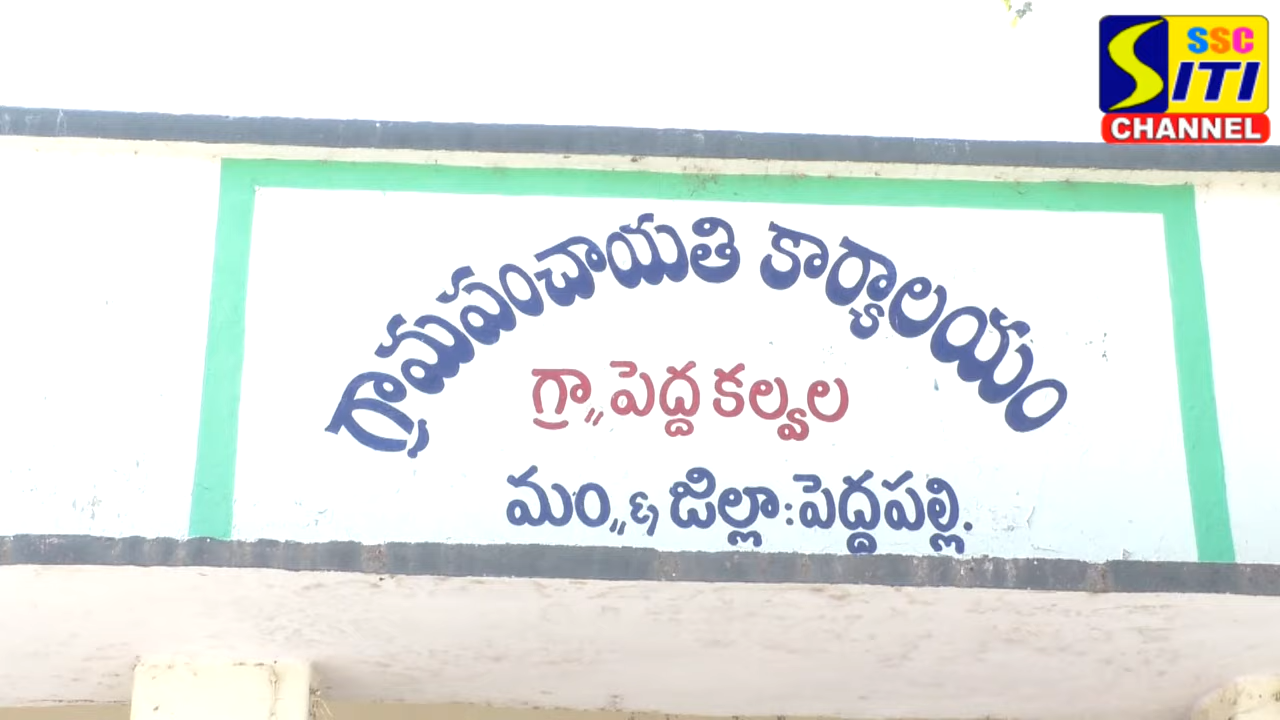 SSC
SITI
CHANNEL
గ్రామపంచాయతి కార్యాలయం
గ్రా,, పెద్ద కల్వల
మం,, & జిల్లా: పెద్దపల్లి.